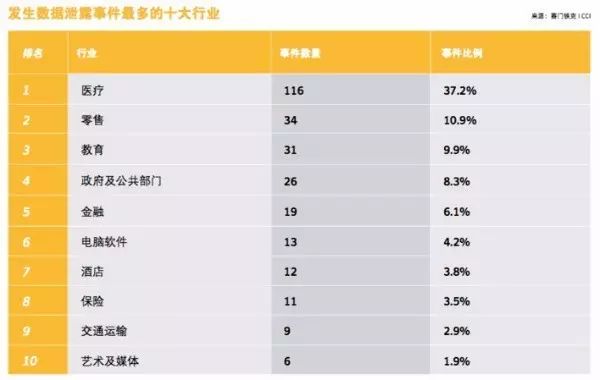 发生数据泄露事件最多的十大行业
来源：赛门铁克 I CCI
排名 行业 事件数量 事件比例
1 医疗 116 37.2%
2 零售 34 10.9%
3 教育 31 9.9%
4 政府及公共部门 26 8.3%
5 金融 19 6.1%
6 电脑软件 13 4.2%
7 酒店 12 3.8%
8 保险 11 3.5%
9 交通运输 9 2.9%
10 艺术及媒体 6 1.9%